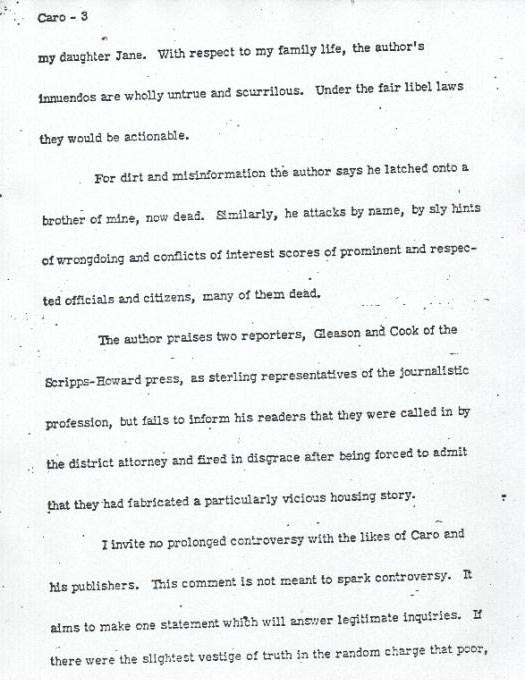 Caro - 3
my daughter Jane. With respect to my family life, the author's
innuendos are wholly untrue and scurrilous. Under the fair libel laws
they would be actionable.
For dirt and misinformation the author says he latched onto a
brother of mine, now dead. Similarly, he attacks by name, by sly hints
of wrongdoing and conflicts of interest scores of prominent and respec-
ted officials and citizens, many of them dead.
The author praises two reporters, Gleason and Cook of the
Scripps-Howard press, as sterling representatives of the journalistic
profession, but fails to inform his readers that they were called in by
the district attorney and fired in disgrace after being forced to admit
that they had fabricated a particularly vicious housing story.
I invite no prolonged controversy with the likes of Caro and
his publishers. This comment is not meant to spark controversy. It
aims to make one statement which will answer legitimate inquiries. If
there were the slightest vestige of truth in the random charge that poor,